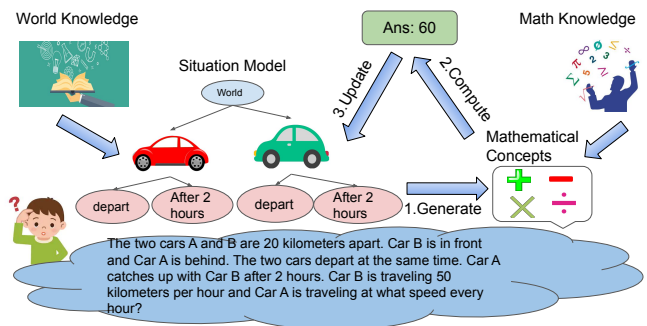 World Knowledge
Ans: 60
Math Knowledge
Situation Model
World
3.Update
2.Compute
Mathematical
Concepts
depart
After 2
hours
depart
After 2
hours
1.Generate
The two cars A and B are 20 kilometers apart. Car B is in front
and Car A is behind. The two cars depart at the same time. Car A
catches up with Car B after 2 hours. Car B is traveling 50
kilometers per hour and Car A is traveling at what speed every
hour?